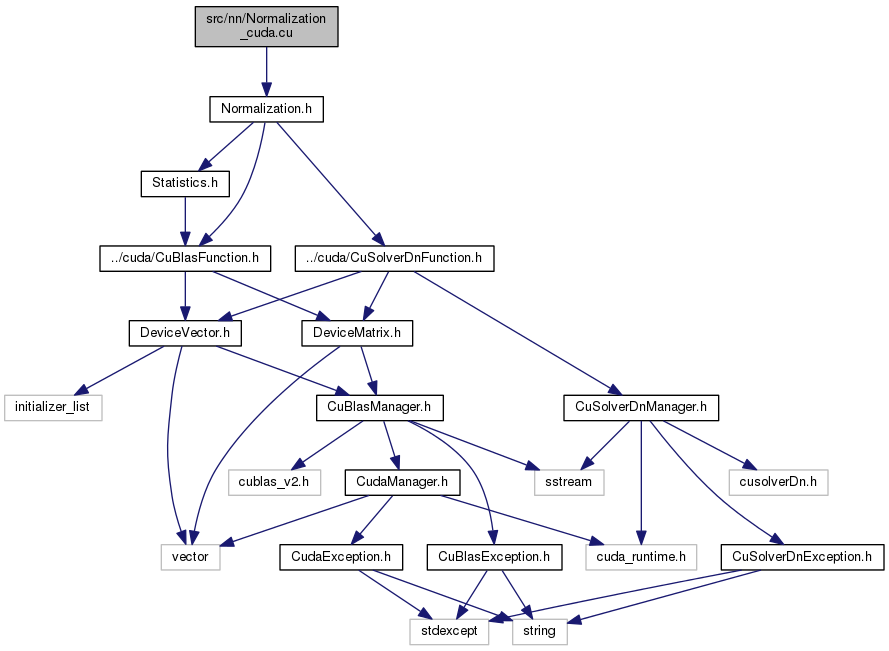 src/nn/Normalization
_cuda.cu
Normalization.h
Statistics.h
../cuda/CuBlasFunction.h
../cuda/CuSolverDnFunction.h
DeviceVector.h
DeviceMatrix.h
initializer_list
CuBlasManager.h
CuSolverDnManager.h
cublas_v2.h
CudaManager.h
sstream
cusolverDn.h
vector
CudaException.h
CuBlasException.h
cuda_runtime.h
CuSolverDnException.h
stdexcept
string